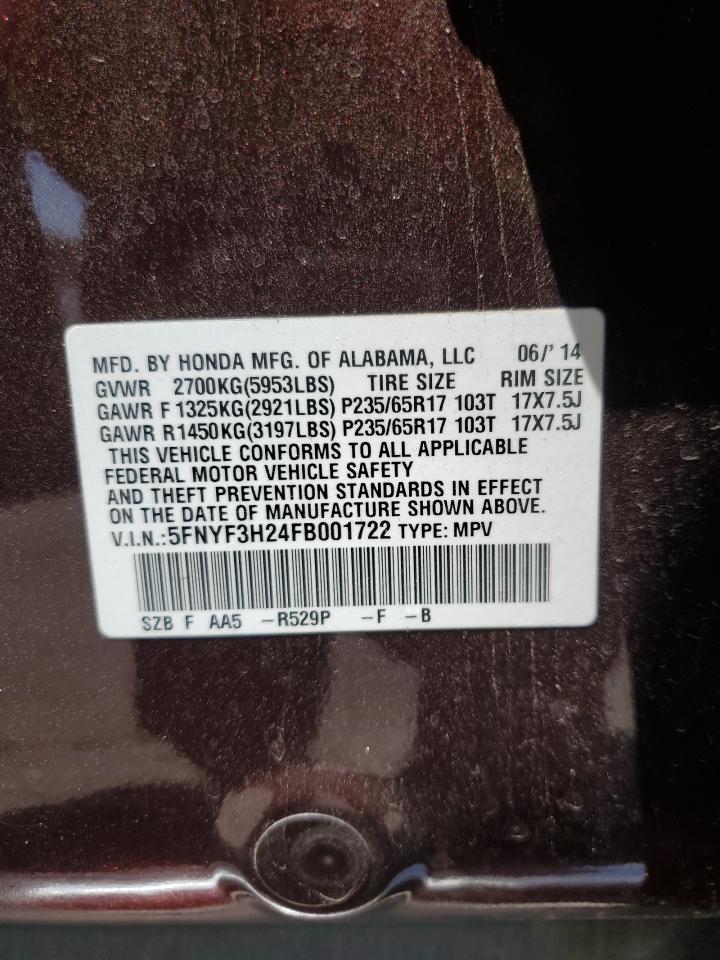 MFD. BY HONDA MFG. OF ALABAMA, LLC 06/' 14
GVWR 2700KG(5953LBS) TIRE SIZE RIM SIZE
GAWR F 1325KG(2921LBS) P235/65R17 103T 17X7.5J
GAWR R1450KG(3197LBS) P235/65R17 103T 17X7.5J
THIS VEHICLE CONFORMS TO ALL APPLICABLE
FEDERAL MOTOR VEHICLE SAFETY
AND THEFT PREVENTION STANDARDS IN EFFECT
ON THE DATE OF MANUFACTURE SHOWN ABOVE.
V.I.N.:5FNYF3H24FB001722 TYPE: MPV
SZB F AA5 -R529P -F -B